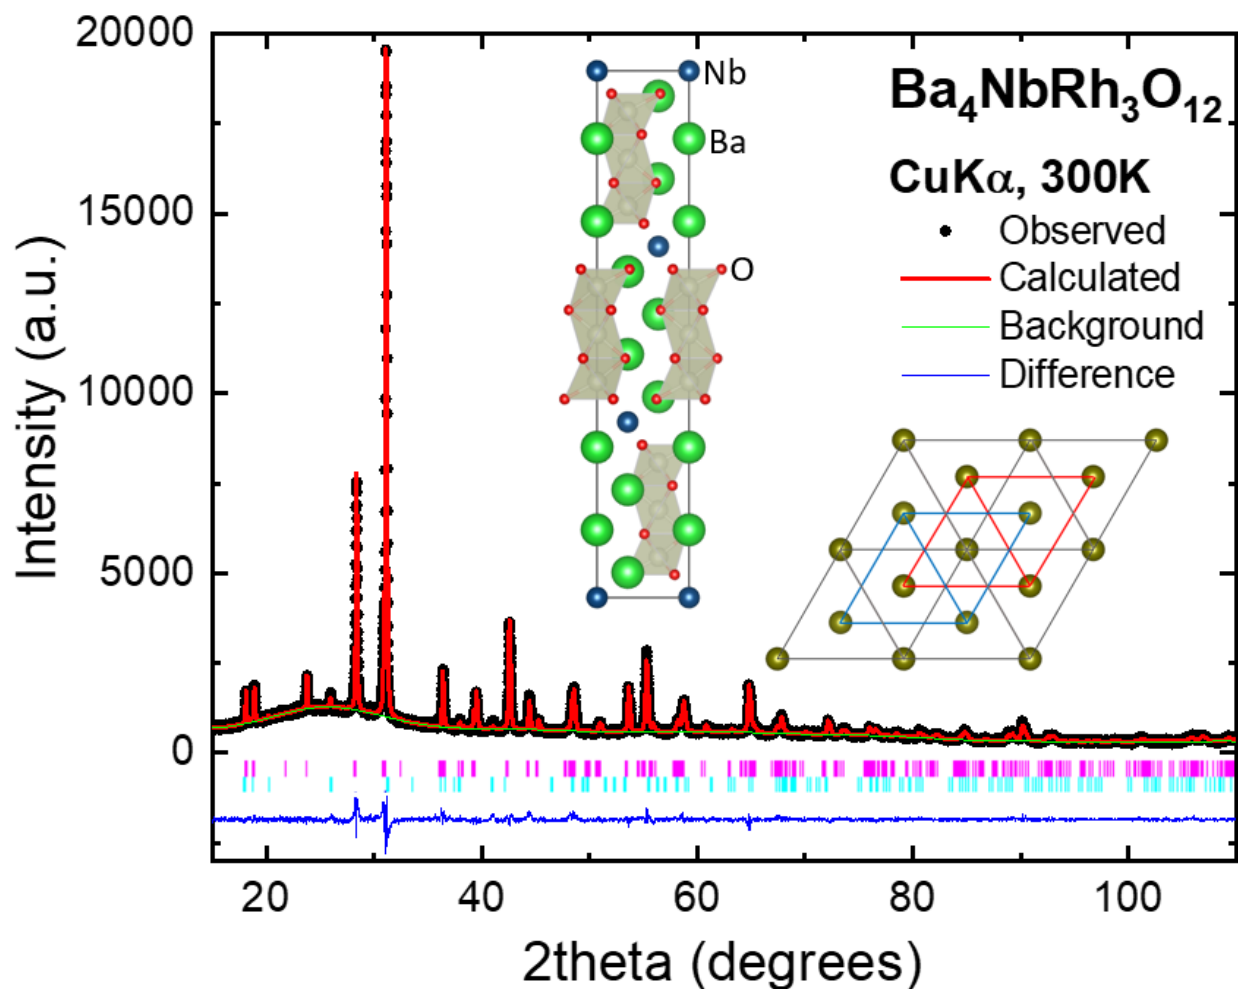 20000
15000
10000
5000
0
Intensity (a.u.)
Nb
Ba
O
Ba₄NbRh₃O₁₂
CuKα, 300K
Observed
Calculated
Background
Difference
20 40 60 80 100
2theta (degrees)